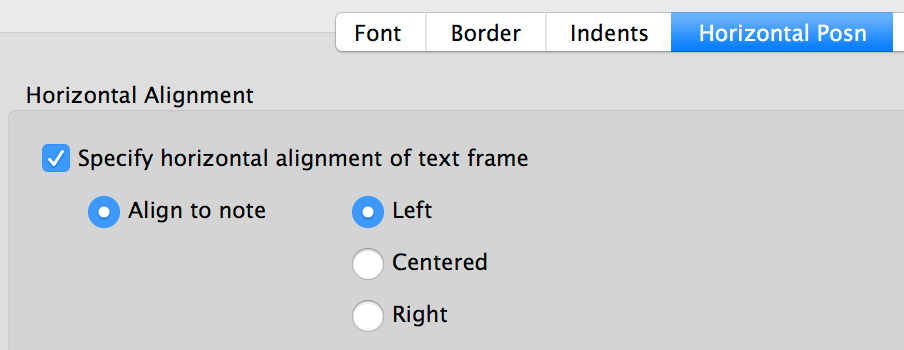 Font Border Indents Horizontal Posn
Horizontal Alignment
Specify horizontal alignment of text frame
Align to note Left
Centered
Right